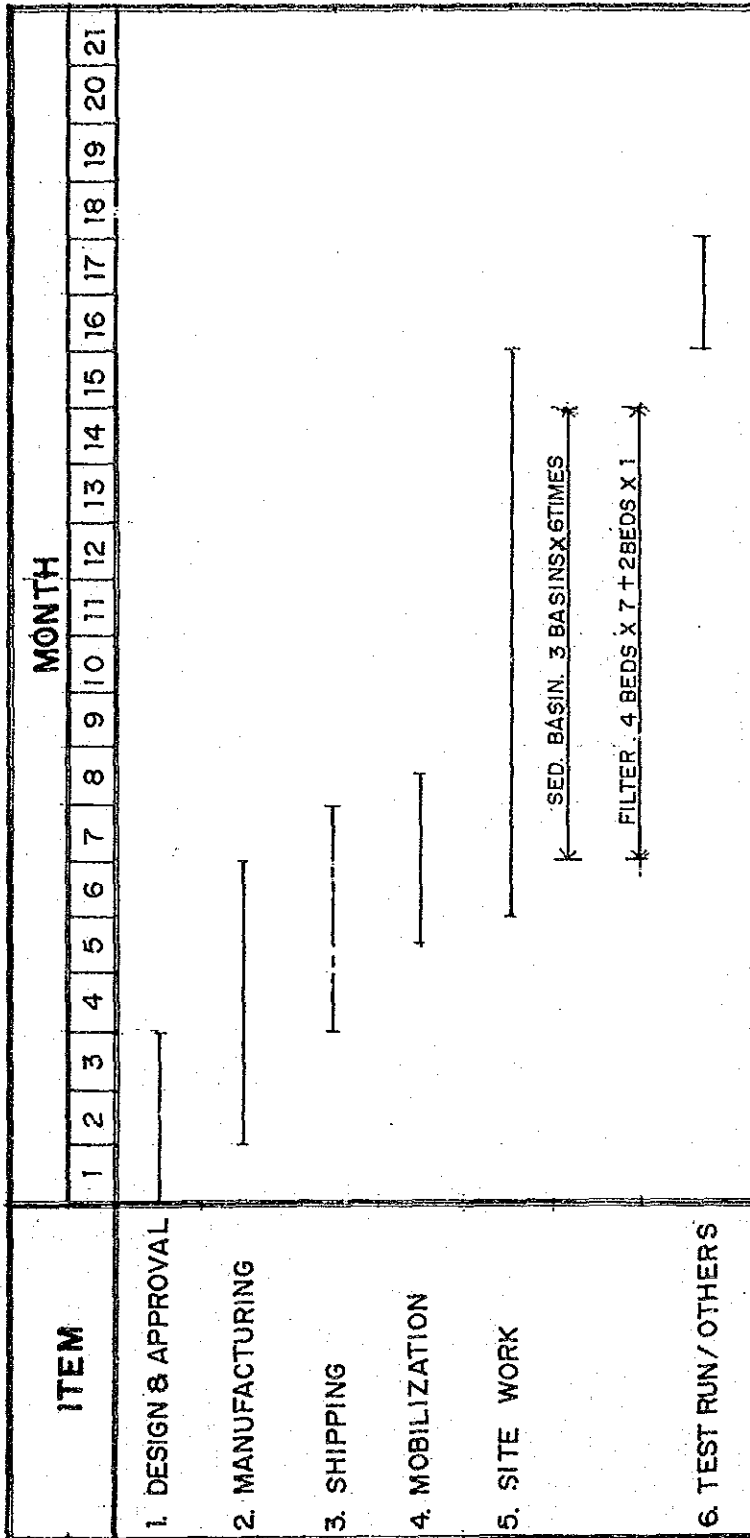 ITEM
MONTH
1 2 3 4 5 6 7 8 9 10 11 12 13 14 15 16 17 18 19 20 21
1. DESIGN & APPROVAL
2. MANUFACTURING
3. SHIPPING
4. MOBILIZATION
5. SITE WORK
SED. BASIN. 3 BASINS X 6TIMES
FILTER . 4 BEDS X 7 + 2BEDS X 1
6. TEST RUN/OTHERS